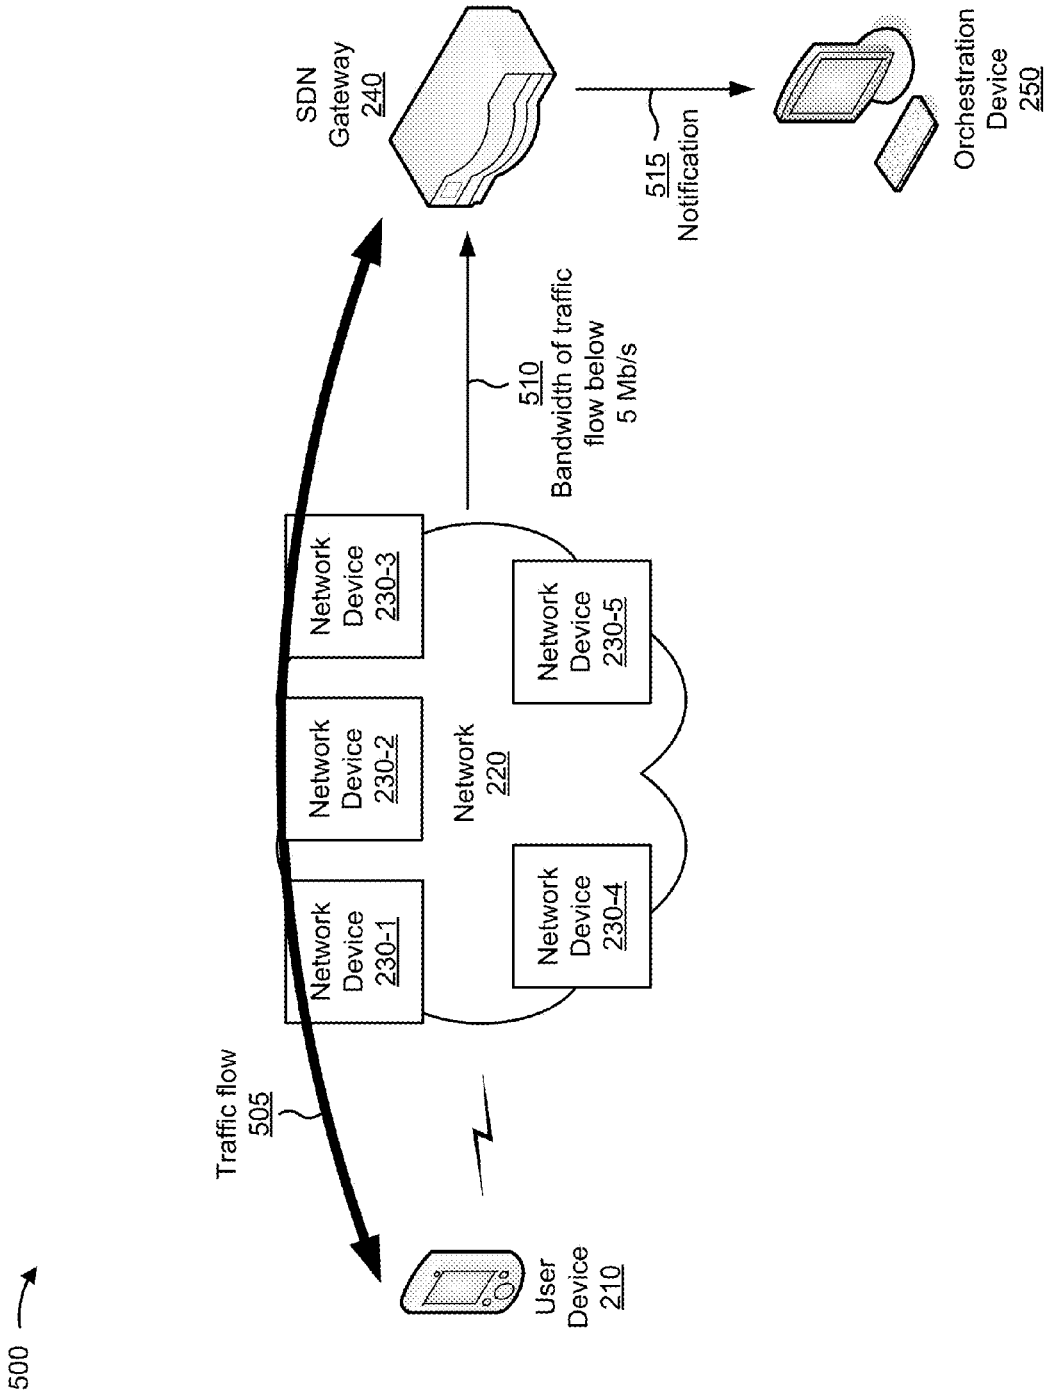 500
Traffic flow
505
SDN
Gateway
240
Network
Device
230-1
Network
Device
230-2
Network
Device
230-3
Network
220
User
Device
210
Network
Device
230-4
Network
Device
230-5
510
Bandwidth of traffic
flow below
5 Mb/s
515
Notification
Orchestration
Device
250